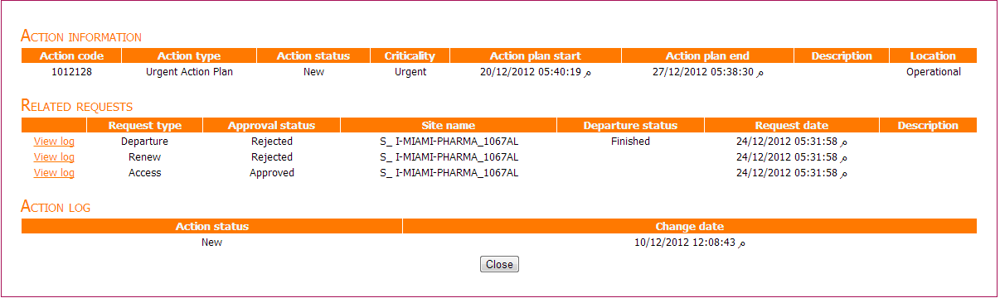 Action information
Action code Action type Action status Criticality Action plan start Action plan end Description Location
1012128 Urgent Action Plan New Urgent 20/12/2012 05:40:19 م 27/12/2012 05:38:30 م Operational
Related requests
Request type Approval status Site name Departure status Request date Description
View log Departure Rejected S_ I-MIAMI-PHARMA_1067AL Finished 24/12/2012 05:31:58 م
View log Renew Rejected S_ I-MIAMI-PHARMA_1067AL 24/12/2012 05:31:58 م
View log Access Approved S_ I-MIAMI-PHARMA_1067AL 24/12/2012 05:31:58 م
Action log
Action status Change date
New 10/12/2012 12:08:43 م
Close